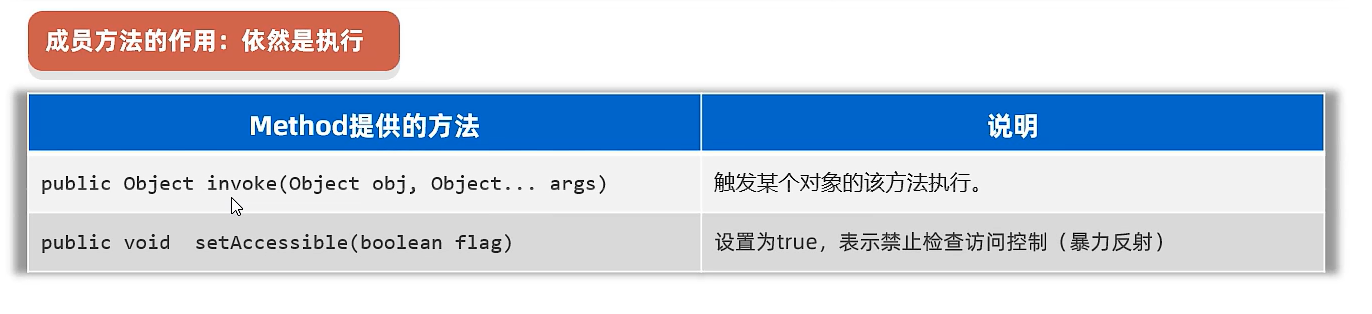 成员方法的作用：依然是执行
Method提供的方法 说明
public Object invoke(Object obj, Object... args) 触发某个对象的该方法执行。
public void  setAccessible(boolean flag) 设置为true，表示禁止检查访问控制（暴力反射）